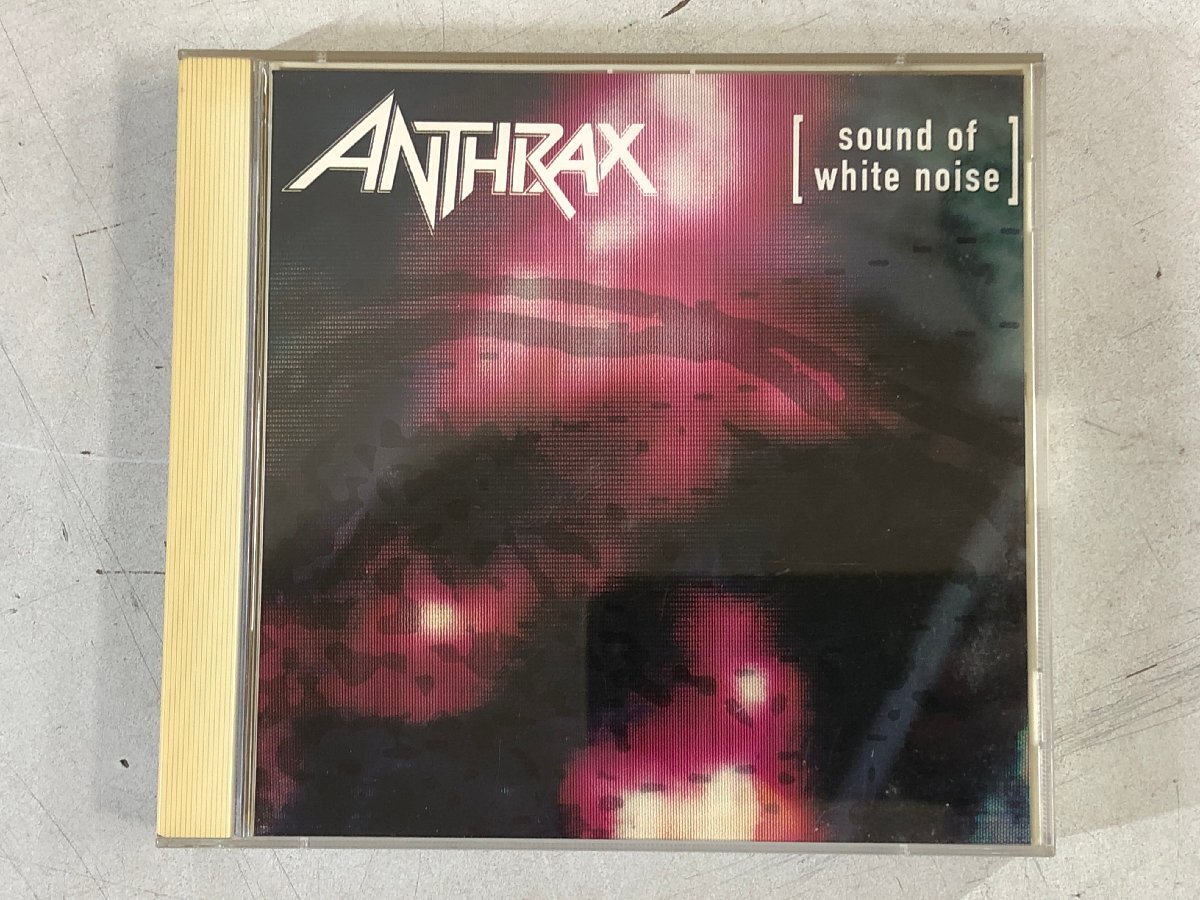 ANTHRAX
[ sound of
white noise ]